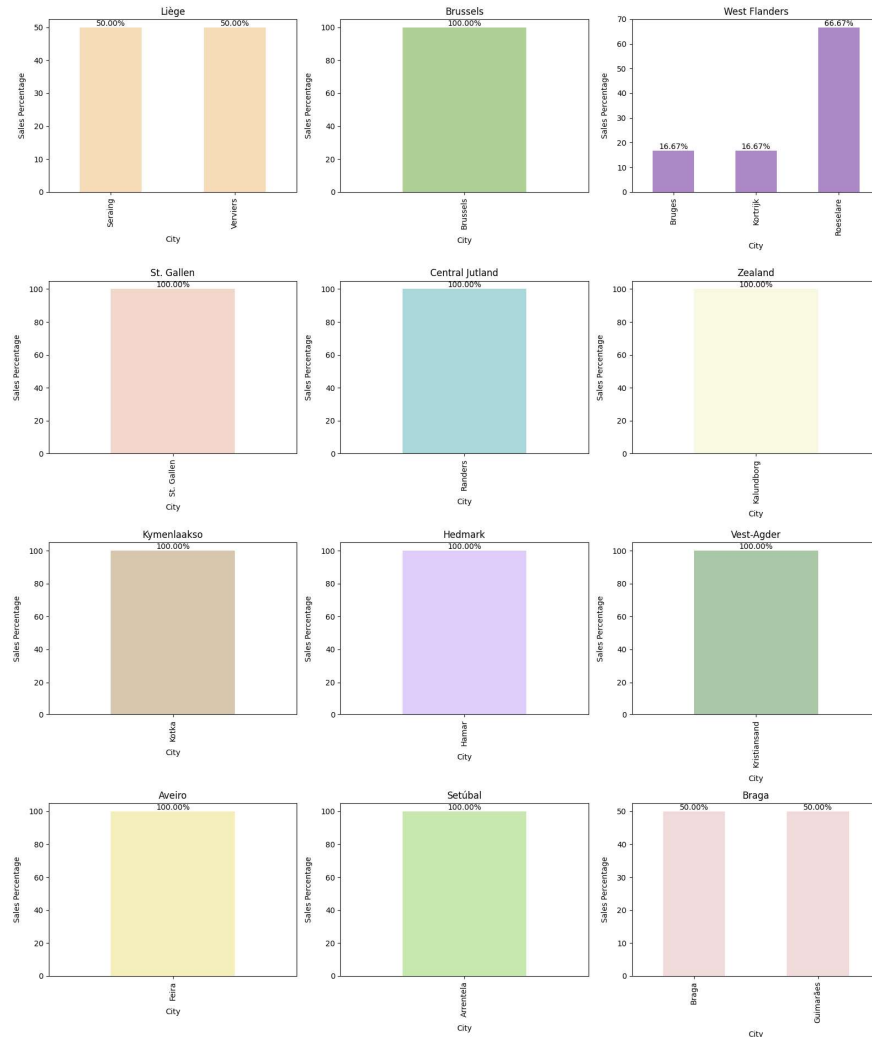 Liège
Sales Percentage
50
40
30
20
10
0
50.00%
50.00%
Seraing
Verviers
City
Brussels
Sales Percentage
100
80
60
40
20
0
100.00%
Brussels
City
West Flanders
Sales Percentage
70
60
50
40
30
20
10
0
16.67%
16.67%
66.67%
Bruges
Kortrijk
Roeselare
City
St. Gallen
Sales Percentage
100
80
60
40
20
0
100.00%
St. Gallen
City
Central Jutland
Sales Percentage
100
80
60
40
20
0
100.00%
Randers
City
Zealand
Sales Percentage
100
80
60
40
20
0
100.00%
Kalundborg
City
Kymenlaakso
Sales Percentage
100
80
60
40
20
0
100.00%
Kotka
City
Hedmark
Sales Percentage
100
80
60
40
20
0
100.00%
Hamar
City
Vest-Agder
Sales Percentage
100
80
60
40
20
0
100.00%
Kristiansand
City
Aveiro
Sales Percentage
100
80
60
40
20
0
100.00%
Feira
City
Setúbal
Sales Percentage
100
80
60
40
20
0
100.00%
Arrentela
City
Braga
Sales Percentage
50
40
30
20
10
0
50.00%
50.00%
Braga
Guimarães
City